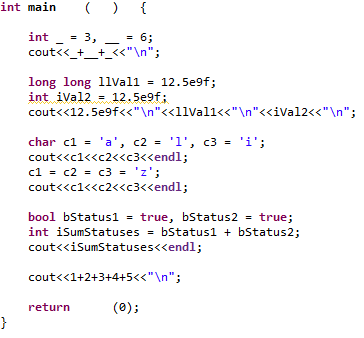 int main    (   )   {
    int _ = 3, __ = 6;
    cout<<_+__+_<<"\n";
    long long llVal1 = 12.5e9f;
    int iVal2 = 12.5e9f;
    cout<<12.5e9f<<"\n"<<llVal1<<"\n"<<iVal2<<"\n";
    char c1 = 'a', c2 = 'l', c3 = 'i';
    cout<<c1<<c2<<c3<<endl;
    c1 = c2 = c3 = 'z';
    cout<<c1<<c2<<c3<<endl;
    bool bStatus1 = true, bStatus2 = true;
    int iSumStatuses = bStatus1 + bStatus2;
    cout<<iSumStatuses<<endl;
    cout<<1+2+3+4+5<<"\n";
    return      (0);
}